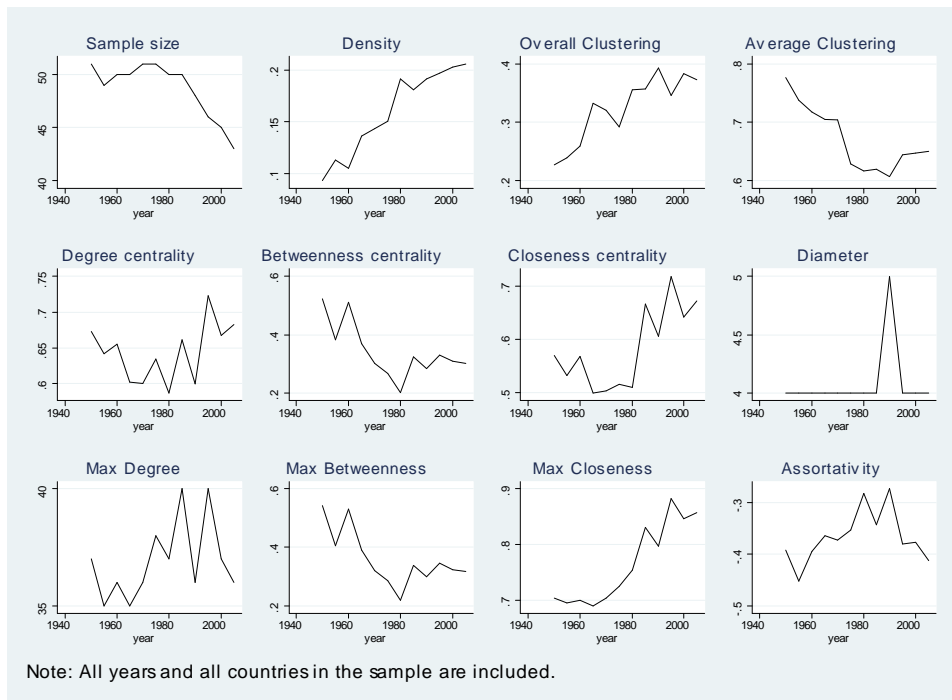 Sample size
Density
Overall Clustering
Average Clustering
50
45
40
1940 1960 1980 2000
year
.2
.15
.1
1940 1960 1980 2000
year
.4
.3
.2
1940 1960 1980 2000
year
.8
.7
.6
1940 1960 1980 2000
year
Degree centrality
Betweenness centrality
Closeness centrality
Diameter
.75
.7
.65
.6
1940 1960 1980 2000
year
.6
.4
.2
1940 1960 1980 2000
year
.7
.6
.5
1940 1960 1980 2000
year
5
4.5
4
1940 1960 1980 2000
year
Max Degree
Max Betweenness
Max Closeness
Assortativity
40
35
1940 1960 1980 2000
year
.6
.4
.2
1940 1960 1980 2000
year
.9
.8
.7
1940 1960 1980 2000
year
-.3
-.4
-.5
1940 1960 1980 2000
year
Note: All years and all countries in the sample are included.